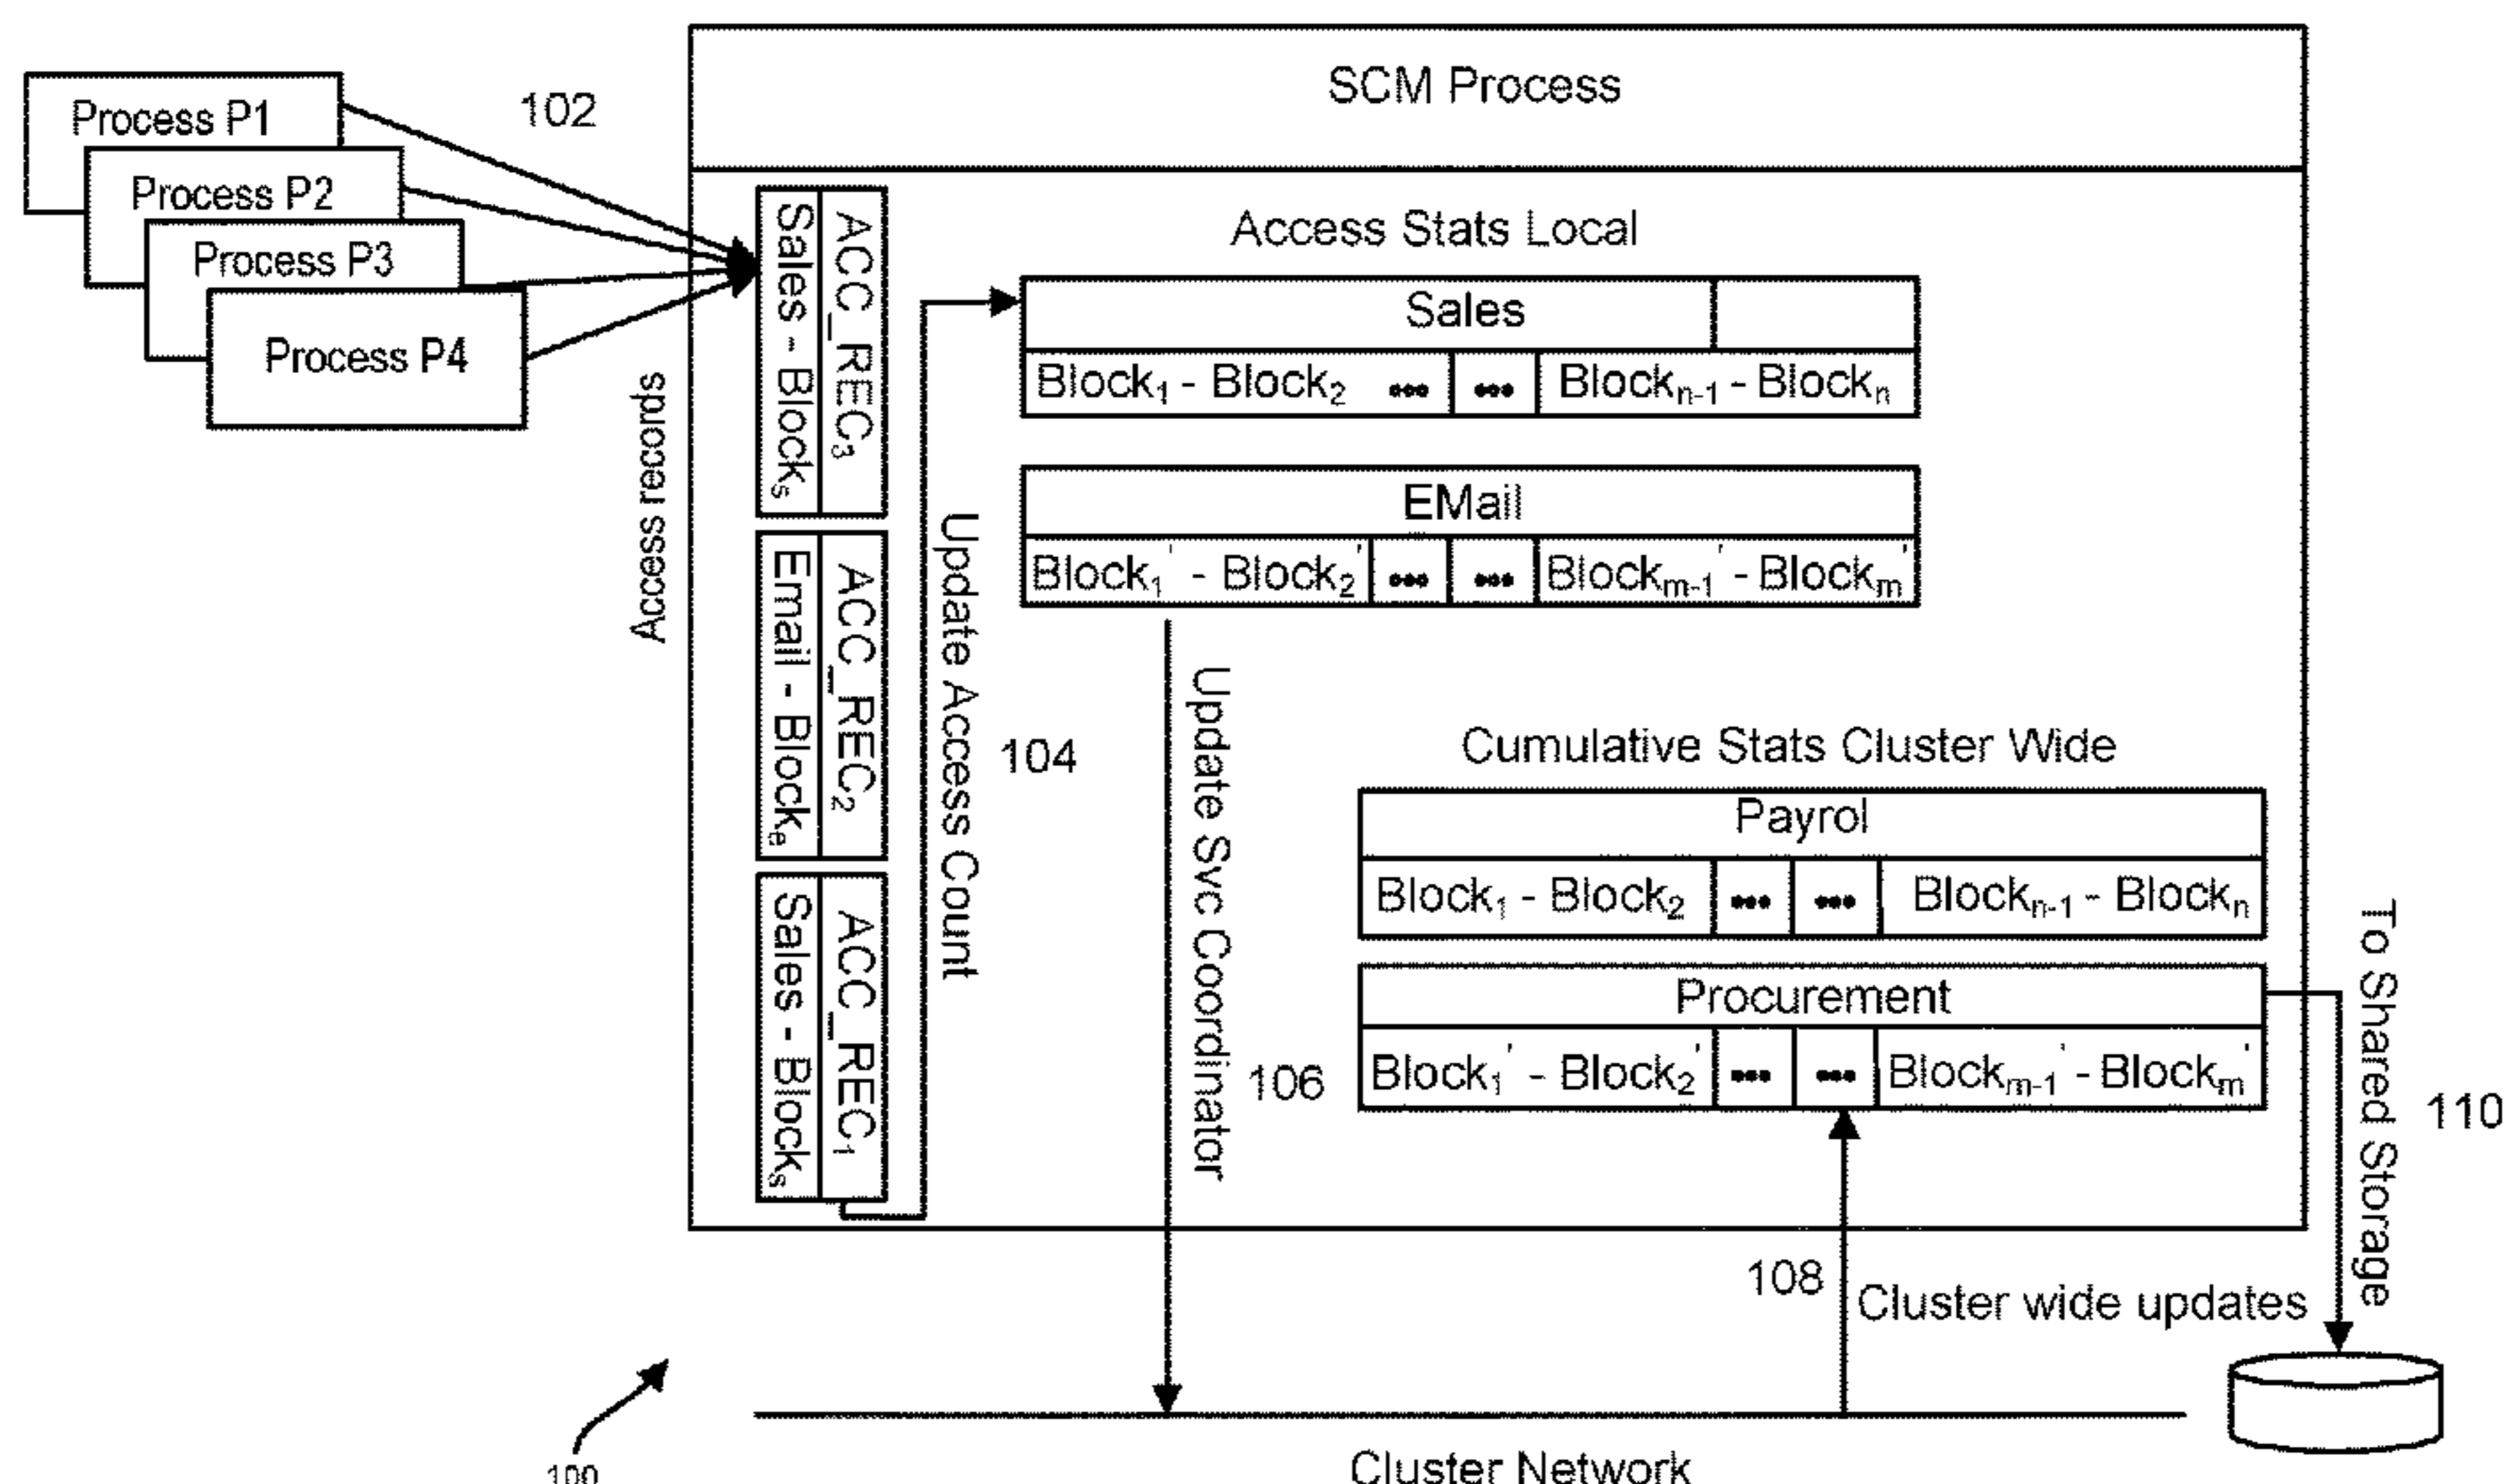 SCM Process
Process P1
102
Process P2
Process P3
Process P4
Access records
ACC_REC₃
Sales - Blockₛ
ACC_REC₂
Email - Blockₑ
ACC_REC₁
Sales - Blockₛ
Update Access Count
104
Access Stats Local
Sales
Block₁ - Block₂ ... ... Blockₙ₋₁ - Blockₙ
EMail
Block₁' - Block₂' ... ... Blockₘ₋₁' - Blockₘ'
Update Svc Coordinator
106
Cumulative Stats Cluster Wide
Payrol
Block₁ - Block₂ ... ... Blockₙ₋₁ - Blockₙ
Procurement
Block₁' - Block₂' ... ... Blockₘ₋₁' - Blockₘ'
To Shared Storage
110
108
Cluster wide updates
100
Cluster Network